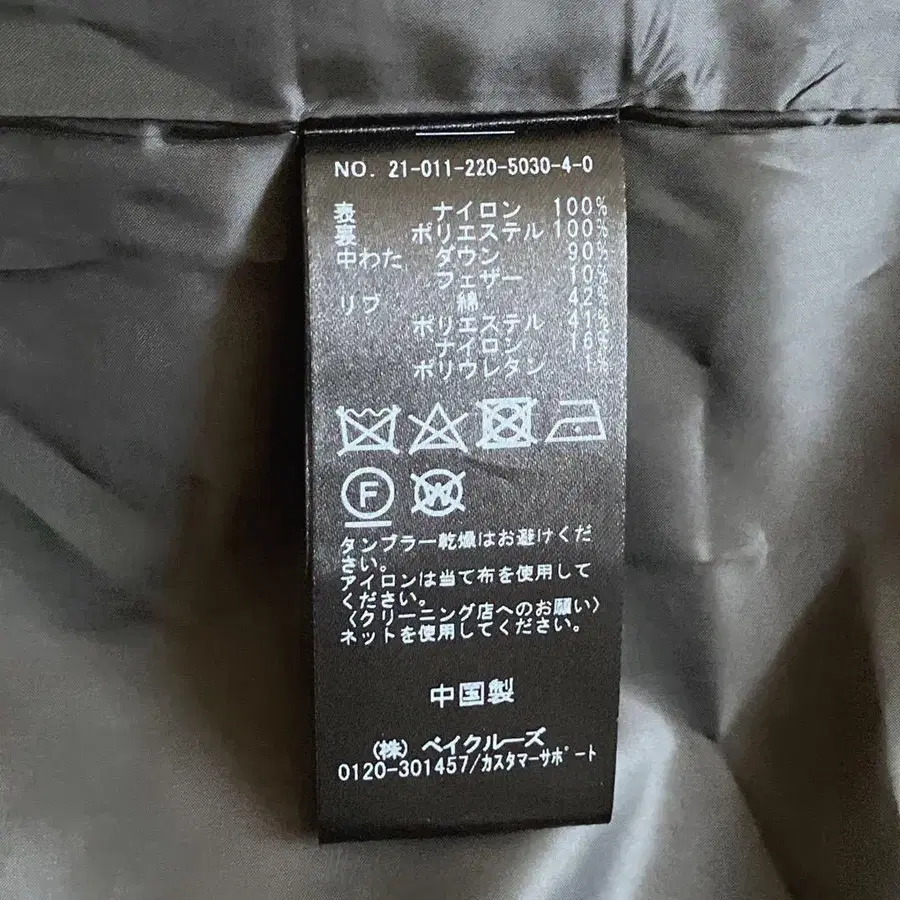 NO. 21-011-220-5030-4-0
表 ナイロン 100%
裏 ポリエステル 100%
中わた ダウン 90%
フェザー 10%
リブ 綿 42%
ポリエステル 41%
ナイロン 16%
ポリウレタン 1%
F W
タンブラー乾燥はお避けくだ
さい。
アイロンは当て布を使用して
ください。
〈クリーニング店へのお願い〉
ネットを使用してください。
中国製
(株) ベイクルーズ
0120-301457/カスタマーサポート